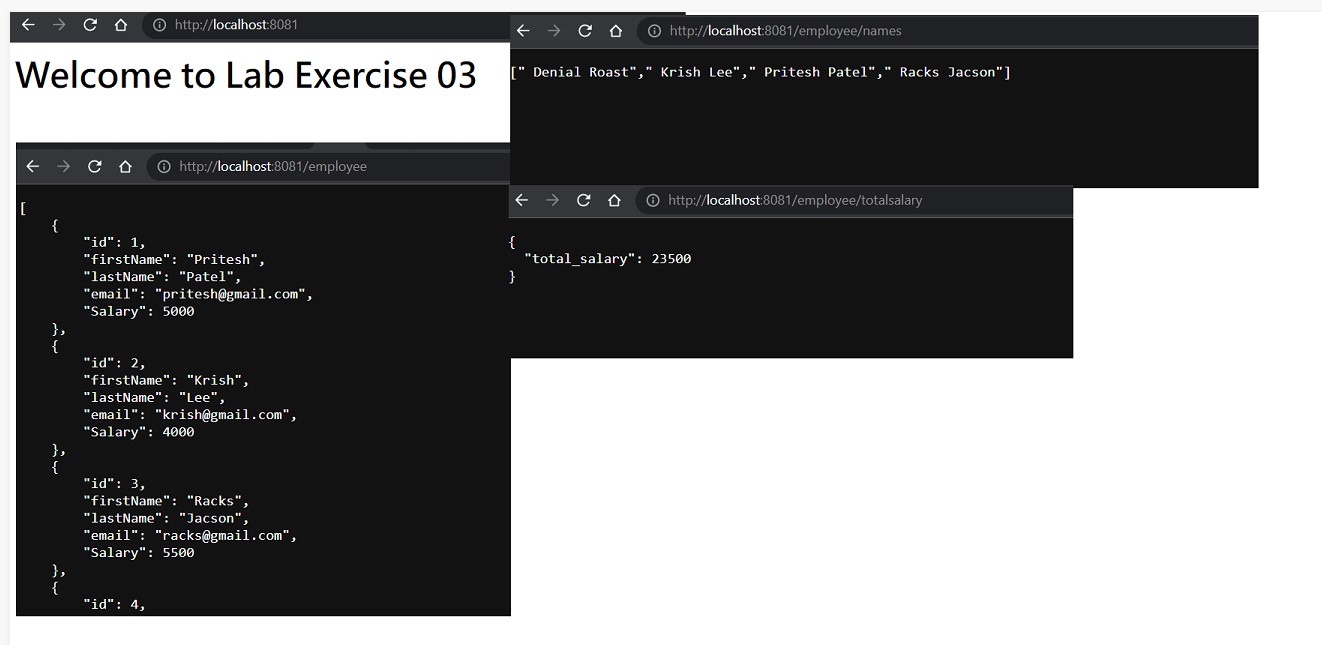 http://localhost:8081
Welcome to Lab Exercise 03
http://localhost:8081/employee
[
    {
        "id": 1,
        "firstName": "Pritesh",
        "lastName": "Patel",
        "email": "pritesh@gmail.com",
        "Salary": 5000
    },
    {
        "id": 2,
        "firstName": "Krish",
        "lastName": "Lee",
        "email": "krish@gmail.com",
        "Salary": 4000
    },
    {
        "id": 3,
        "firstName": "Racks",
        "lastName": "Jacson",
        "email": "racks@gmail.com",
        "Salary": 5500
    },
    {
        "id": 4,
http://localhost:8081/employee/names
[" Denial Roast"," Krish Lee"," Pritesh Patel"," Racks Jacson"]
http://localhost:8081/employee/totalsalary
{
  "total_salary": 23500
}